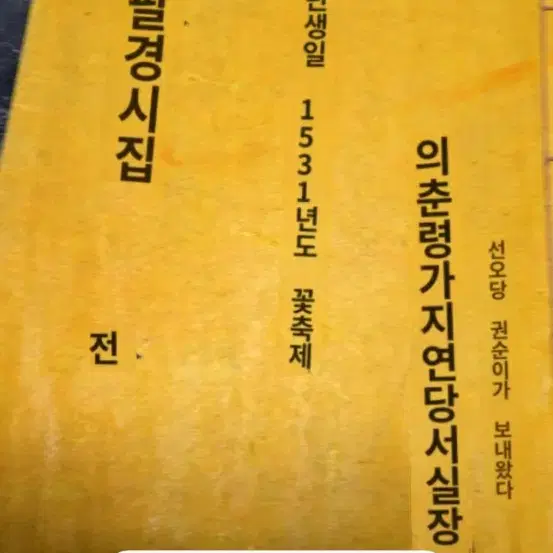 선오당 권순이가 보내왔다
의춘령가지연당서실장
생일 1531년도 꽃축제
필경시집
전